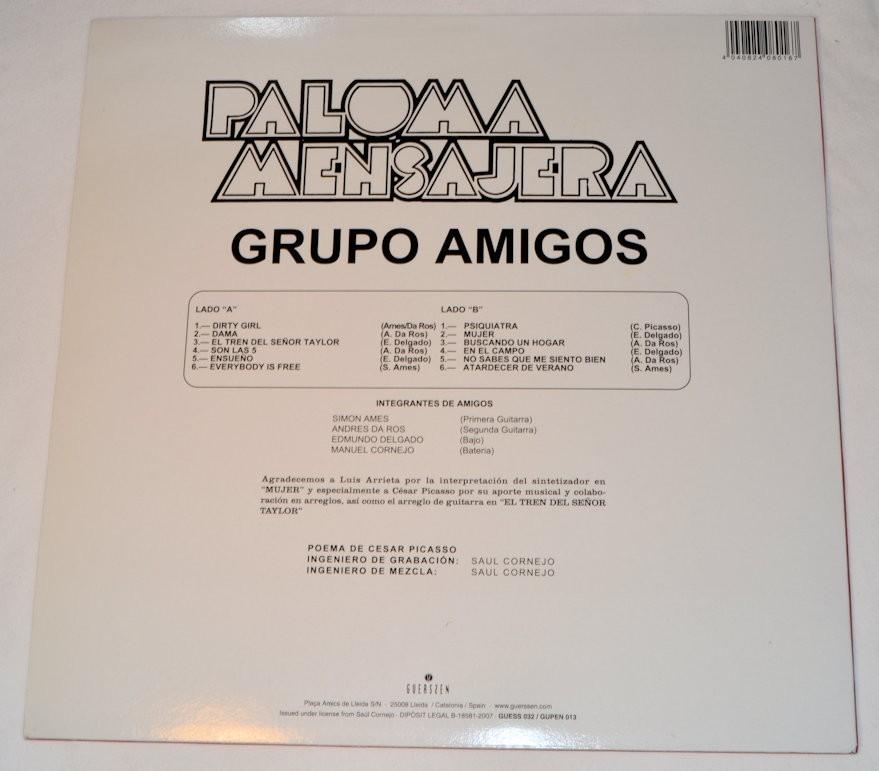 4 040824 080167
PALOMA
MENSAJERA
GRUPO AMIGOS
LADO "A"
1.— DIRTY GIRL (Ames/Da Ros)
2.— DAMA (A. Da Ros)
3.— EL TREN DEL SEÑOR TAYLOR (E. Delgado)
4.— SON LAS 5 (A. Da Ros)
5.— ENSUEÑO (E. Delgado)
6.— EVERYBODY IS FREE (S. Ames)
LADO "B"
1.— PSIQUIATRA (C. Picasso)
2.— MUJER (E. Delgado)
3.— BUSCANDO UN HOGAR (A. Da Ros)
4.— EN EL CAMPO (E. Delgado)
5.— NO SABES QUE ME SIENTO BIEN (A. Da Ros)
6.— ATARDECER DE VERANO (S. Ames)
INTEGRANTES DE AMIGOS
SIMON AMES (Primera Guitarra)
ANDRES DA ROS (Segunda Guitarra)
EDMUNDO DELGADO (Bajo)
MANUEL CORNEJO (Bateria)
Agradecemos a Luis Arrieta por la interpretación del sintetizador en
"MUJER" y especialmente a César Picasso por su aporte musical y colabo-
ración en arreglos, así como el arreglo de guitarra en "EL TREN DEL SEÑOR
TAYLOR"
POEMA DE CESAR PICASSO
INGENIERO DE GRABACIÓN: SAUL CORNEJO
INGENIERO DE MEZCLA: SAUL CORNEJO
GUERSZEN
Plaça Amics de Lleida S/N - 25008 Lleida / Catalonia / Spain - www.guerssen.com
Issued under license from Saúl Cornejo - DIPÒSIT LEGAL B-18581-2007 - GUESS 032 / GUPEN 013